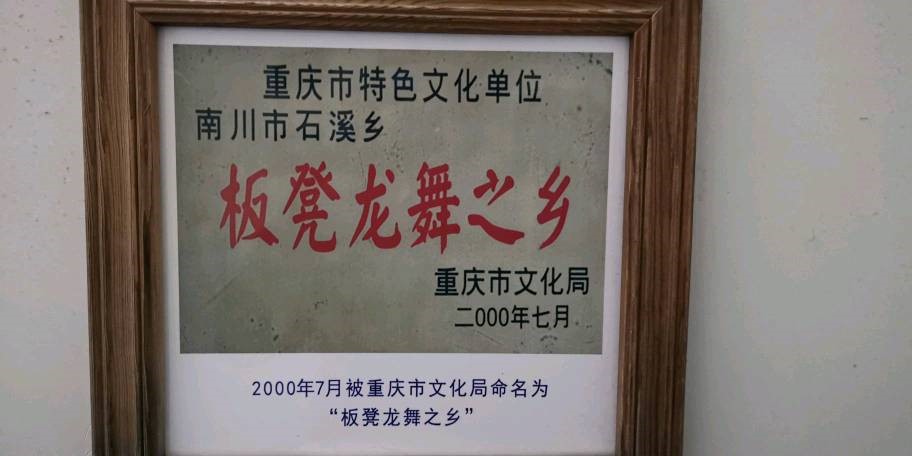 重庆市特色文化单位
南川市石溪乡
板凳龙舞之乡
重庆市文化局
二000年七月
2000年7月被重庆市文化局命名为
“板凳龙舞之乡”